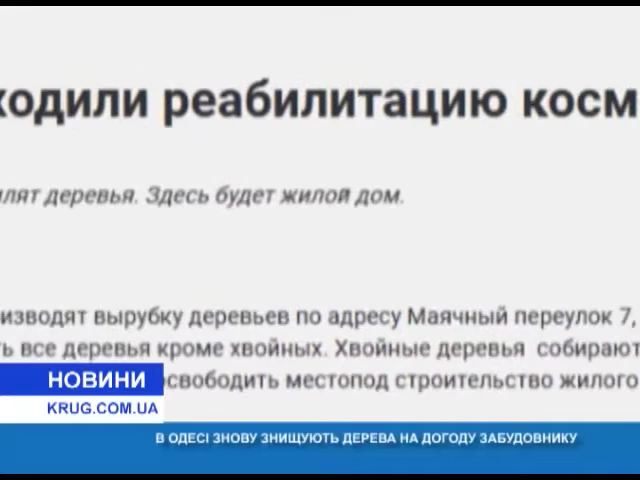 ходили реабилитацию косм
илят деревья. Здесь будет жилой дом.
изводят вырубку деревьев по адресу Маячный переулок 7,
ть все деревья кроме хвойных. Хвойные деревья собирают
свободить местопод строительство жилого
НОВИНИ
KRUG.COM.UA
В ОДЕСІ ЗНОВУ ЗНИЩУЮТЬ ДЕРЕВА НА ДОГОДУ ЗАБУДОВНИКУ